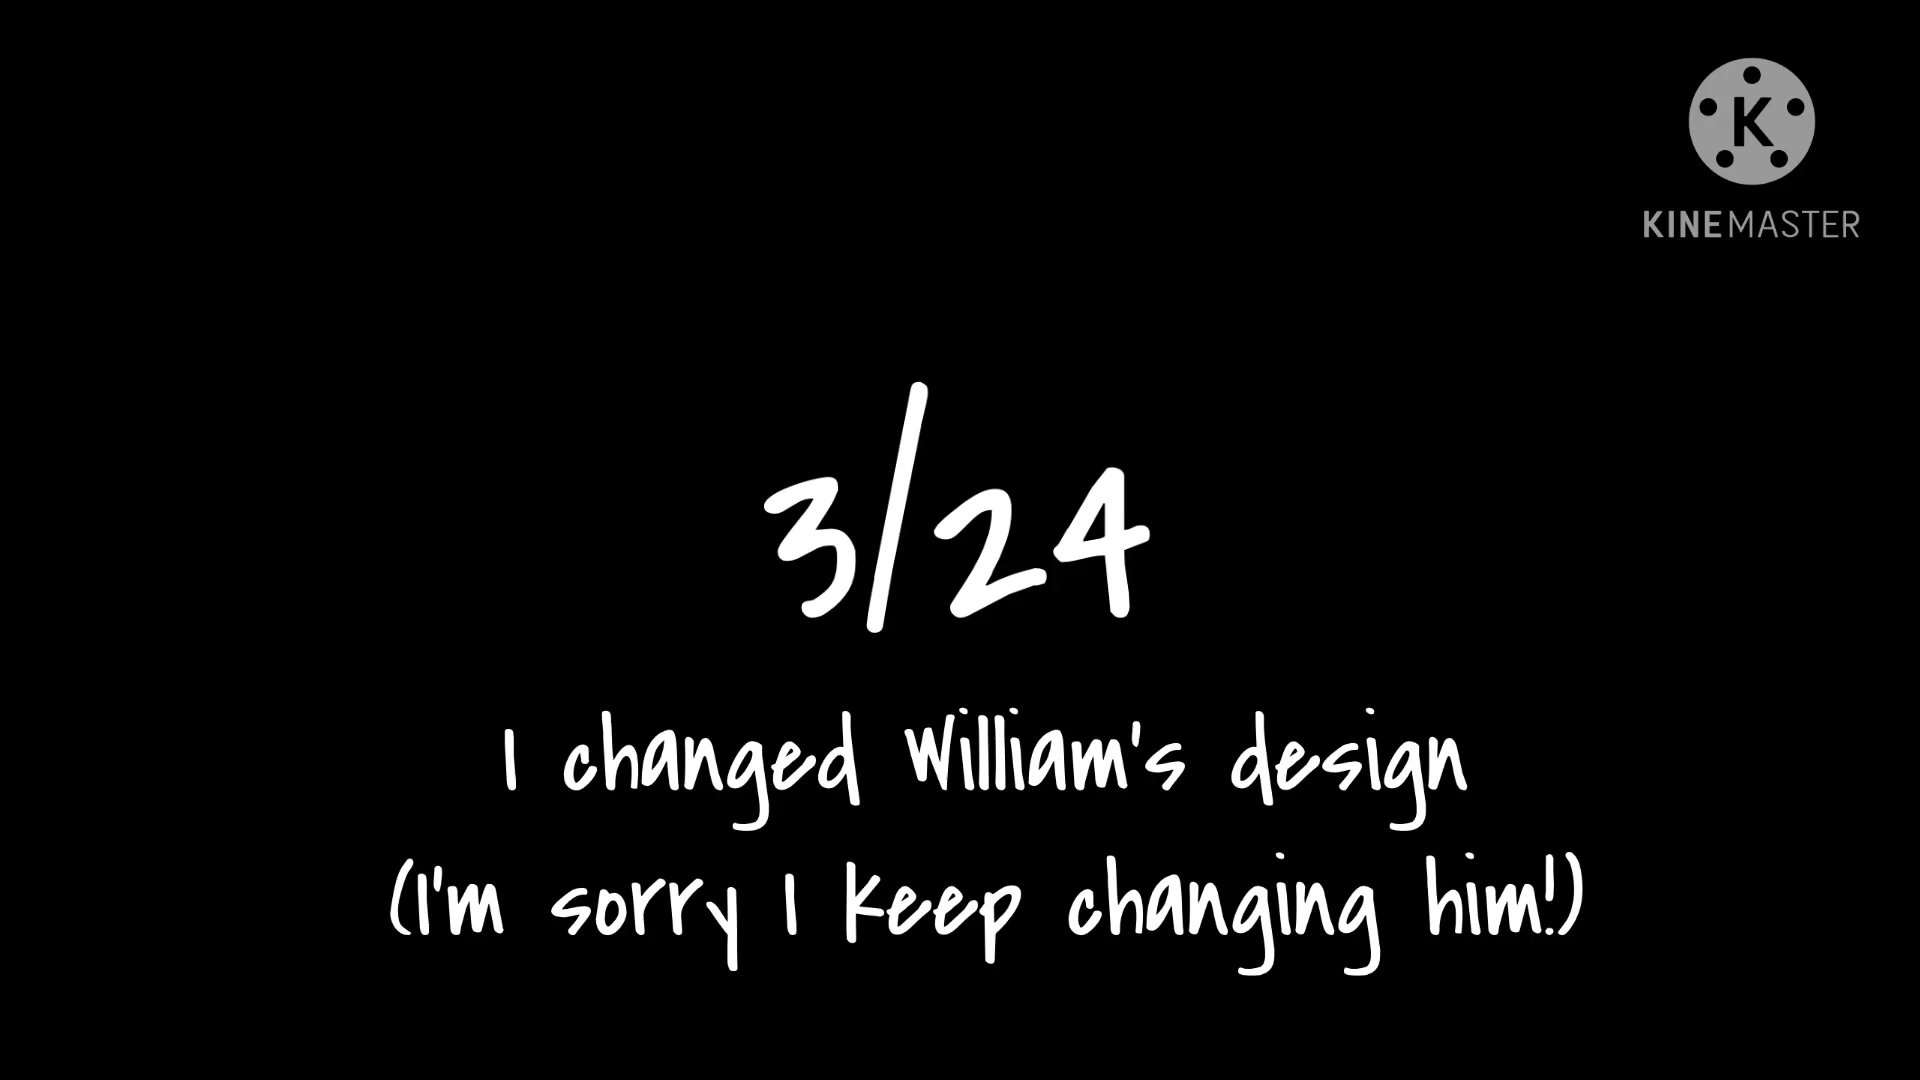 K
KINEMASTER
3/24
I changed William's design
(I'm sorry I keep changing him!)